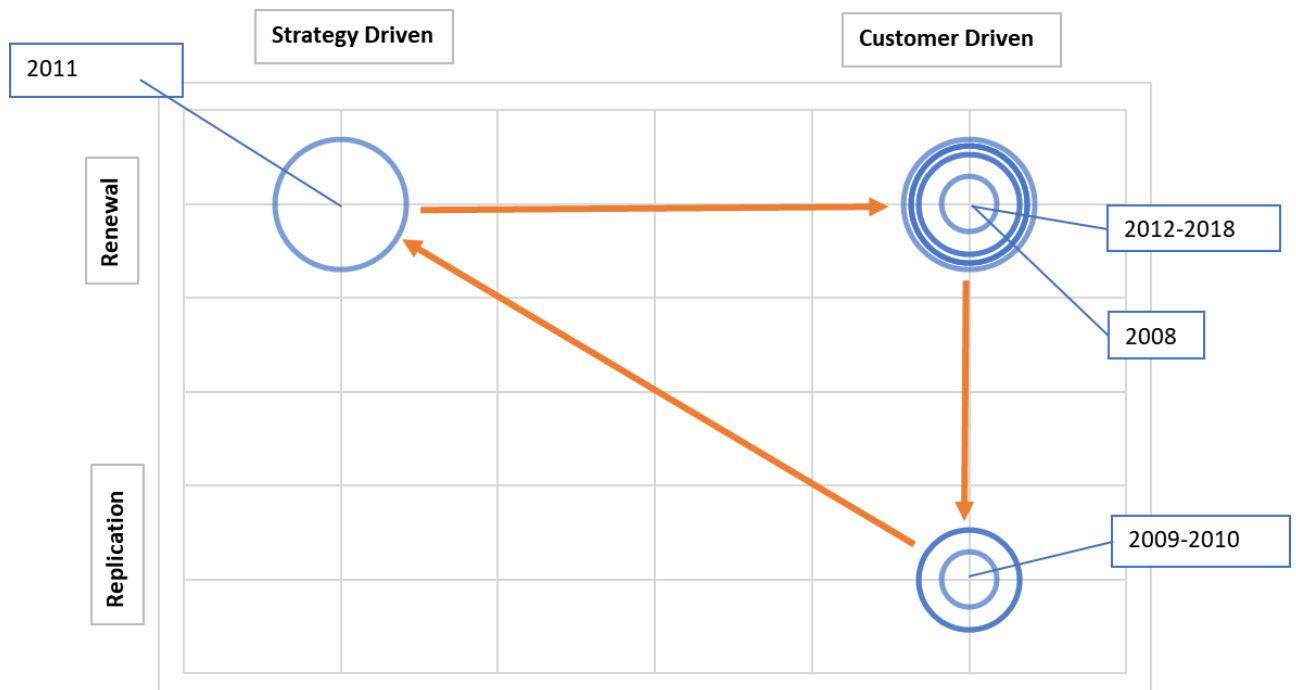 Strategy Driven
Customer Driven
2011
Renewal
2012-2018
2008
Replication
2009-2010